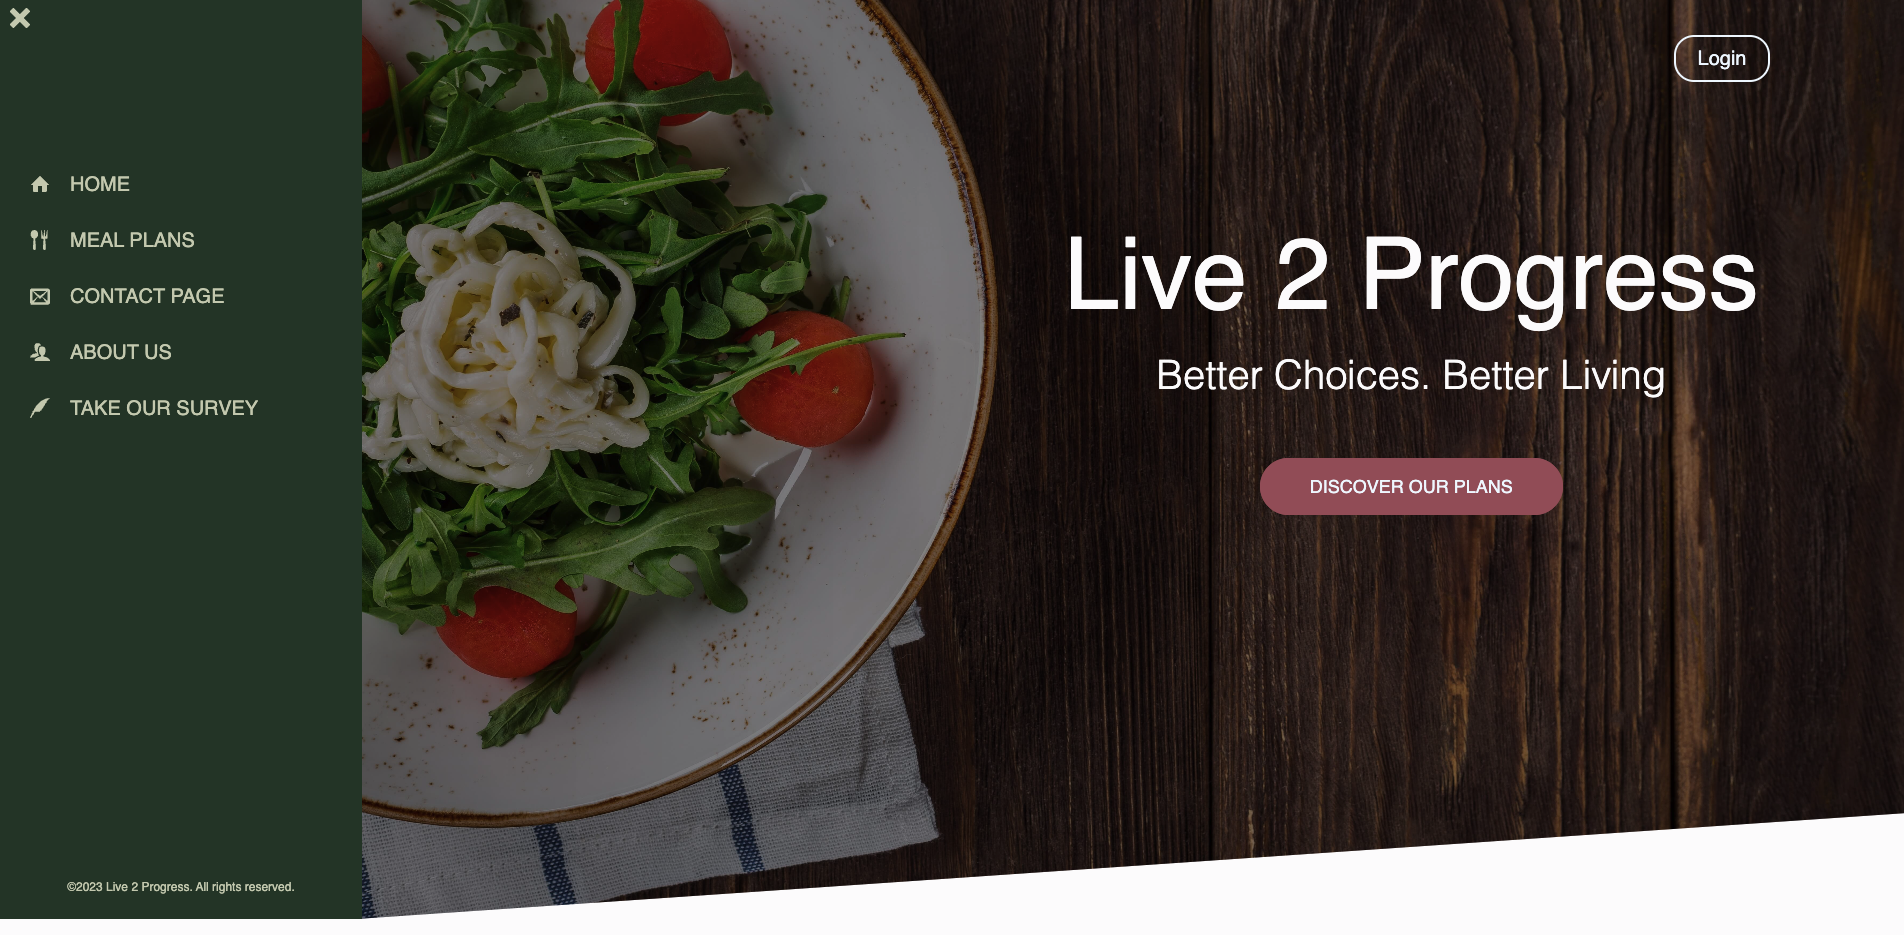 HOME
MEAL PLANS
CONTACT PAGE
ABOUT US
TAKE OUR SURVEY
©2023 Live 2 Progress. All rights reserved.
Login
Live 2 Progress
Better Choices. Better Living
DISCOVER OUR PLANS